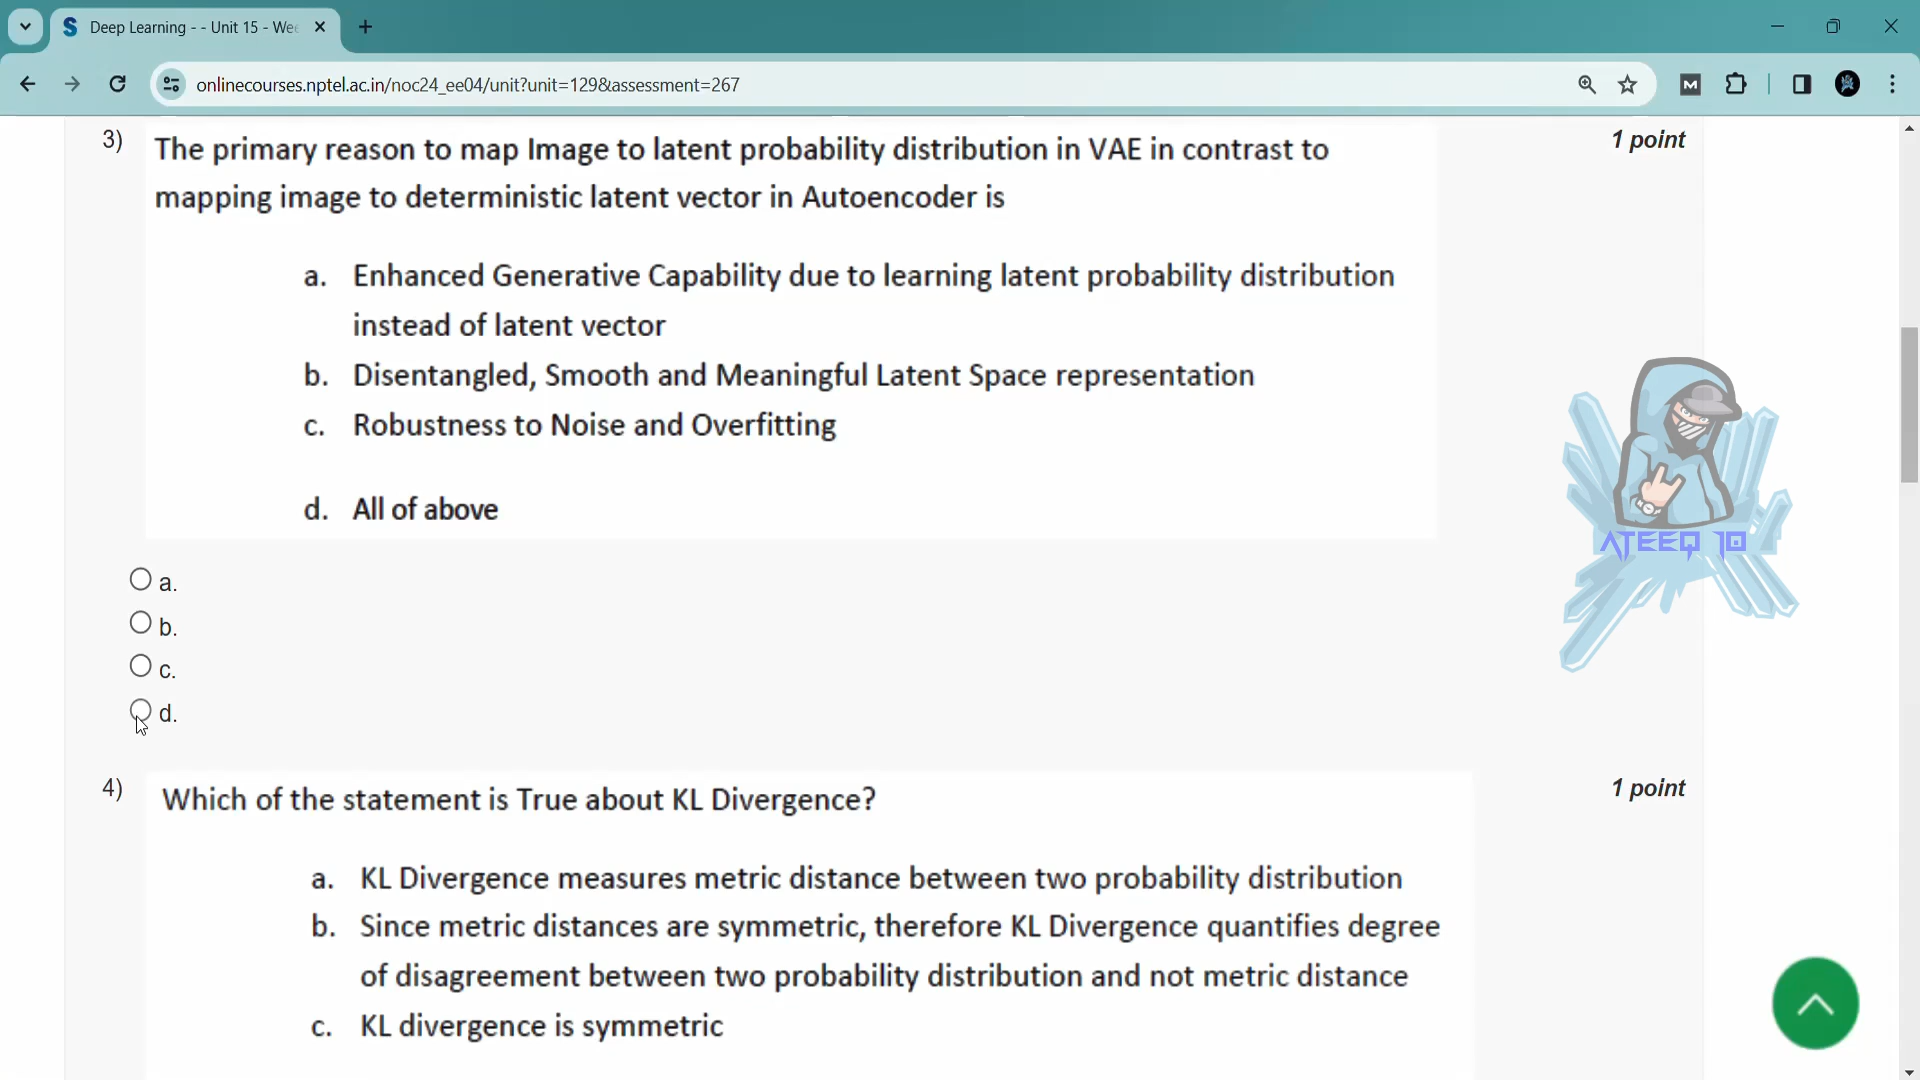 Deep Learning - - Unit 15 - Wee
onlinecourses.nptel.ac.in/noc24_ee04/unit?unit=129&assessment=267
3) The primary reason to map Image to latent probability distribution in VAE in contrast to 1 point
mapping image to deterministic latent vector in Autoencoder is
a. Enhanced Generative Capability due to learning latent probability distribution
instead of latent vector
b. Disentangled, Smooth and Meaningful Latent Space representation
c. Robustness to Noise and Overfitting
d. All of above
ATEEQ 10
a.
b.
c.
d.
4) Which of the statement is True about KL Divergence? 1 point
a. KL Divergence measures metric distance between two probability distribution
b. Since metric distances are symmetric, therefore KL Divergence quantifies degree
of disagreement between two probability distribution and not metric distance
c. KL divergence is symmetric